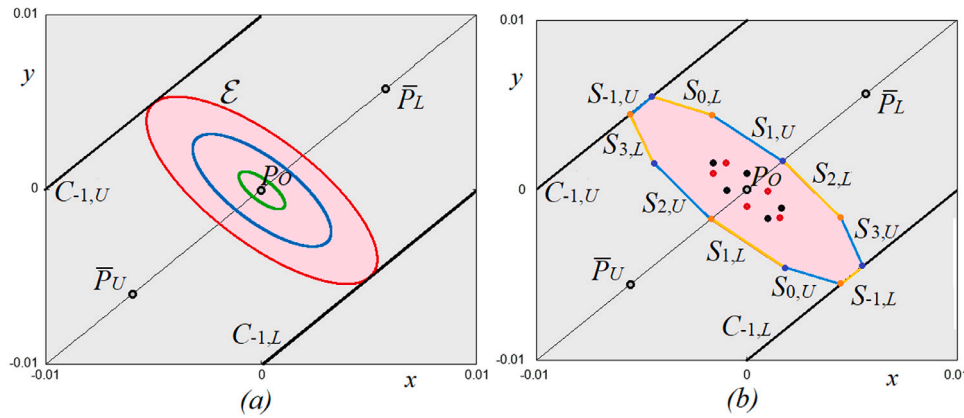 0.01
y
ℰ
P̅L
PO
0
C-1,U
P̅U
C-1,L
-0.01
-0.01
0
x
0.01
(a)
0.01
y
S-1,U
S0,L
S1,U
P̅L
S3,L
PO
S2,L
0
C-1,U
S2,U
S3,U
S1,L
P̅U
S0,U
S-1,L
C-1,L
-0.01
-0.01
0
x
0.01
(b)